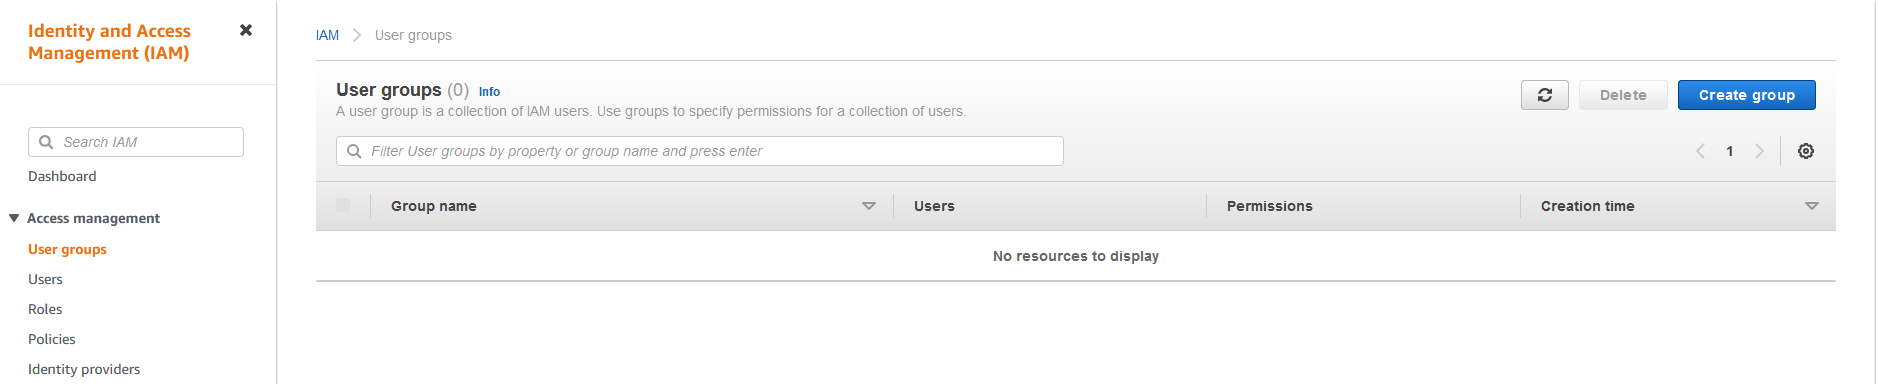 Identity and Access
Management (IAM)
Search IAM
Dashboard
Access management
User groups
Users
Roles
Policies
Identity providers
IAM
User groups
User groups (0) Info
A user group is a collection of IAM users. Use groups to specify permissions for a collection of users.
Delete
Create group
Filter User groups by property or group name and press enter
1
Group name
Users
Permissions
Creation time
No resources to display